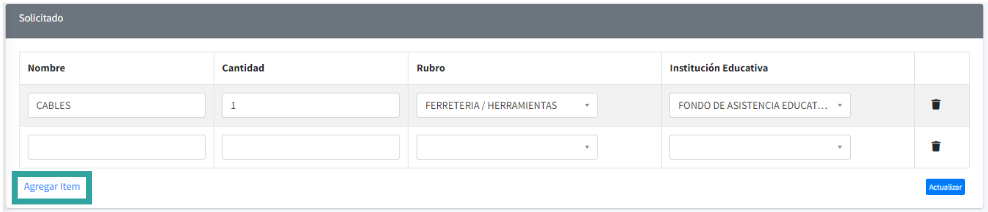 Solicitado
Nombre Cantidad Rubro Institución Educativa
CABLES 1 FERRETERIA / HERRAMIENTAS FONDO DE ASISTENCIA EDUCAT...
Agregar Item Actualizar